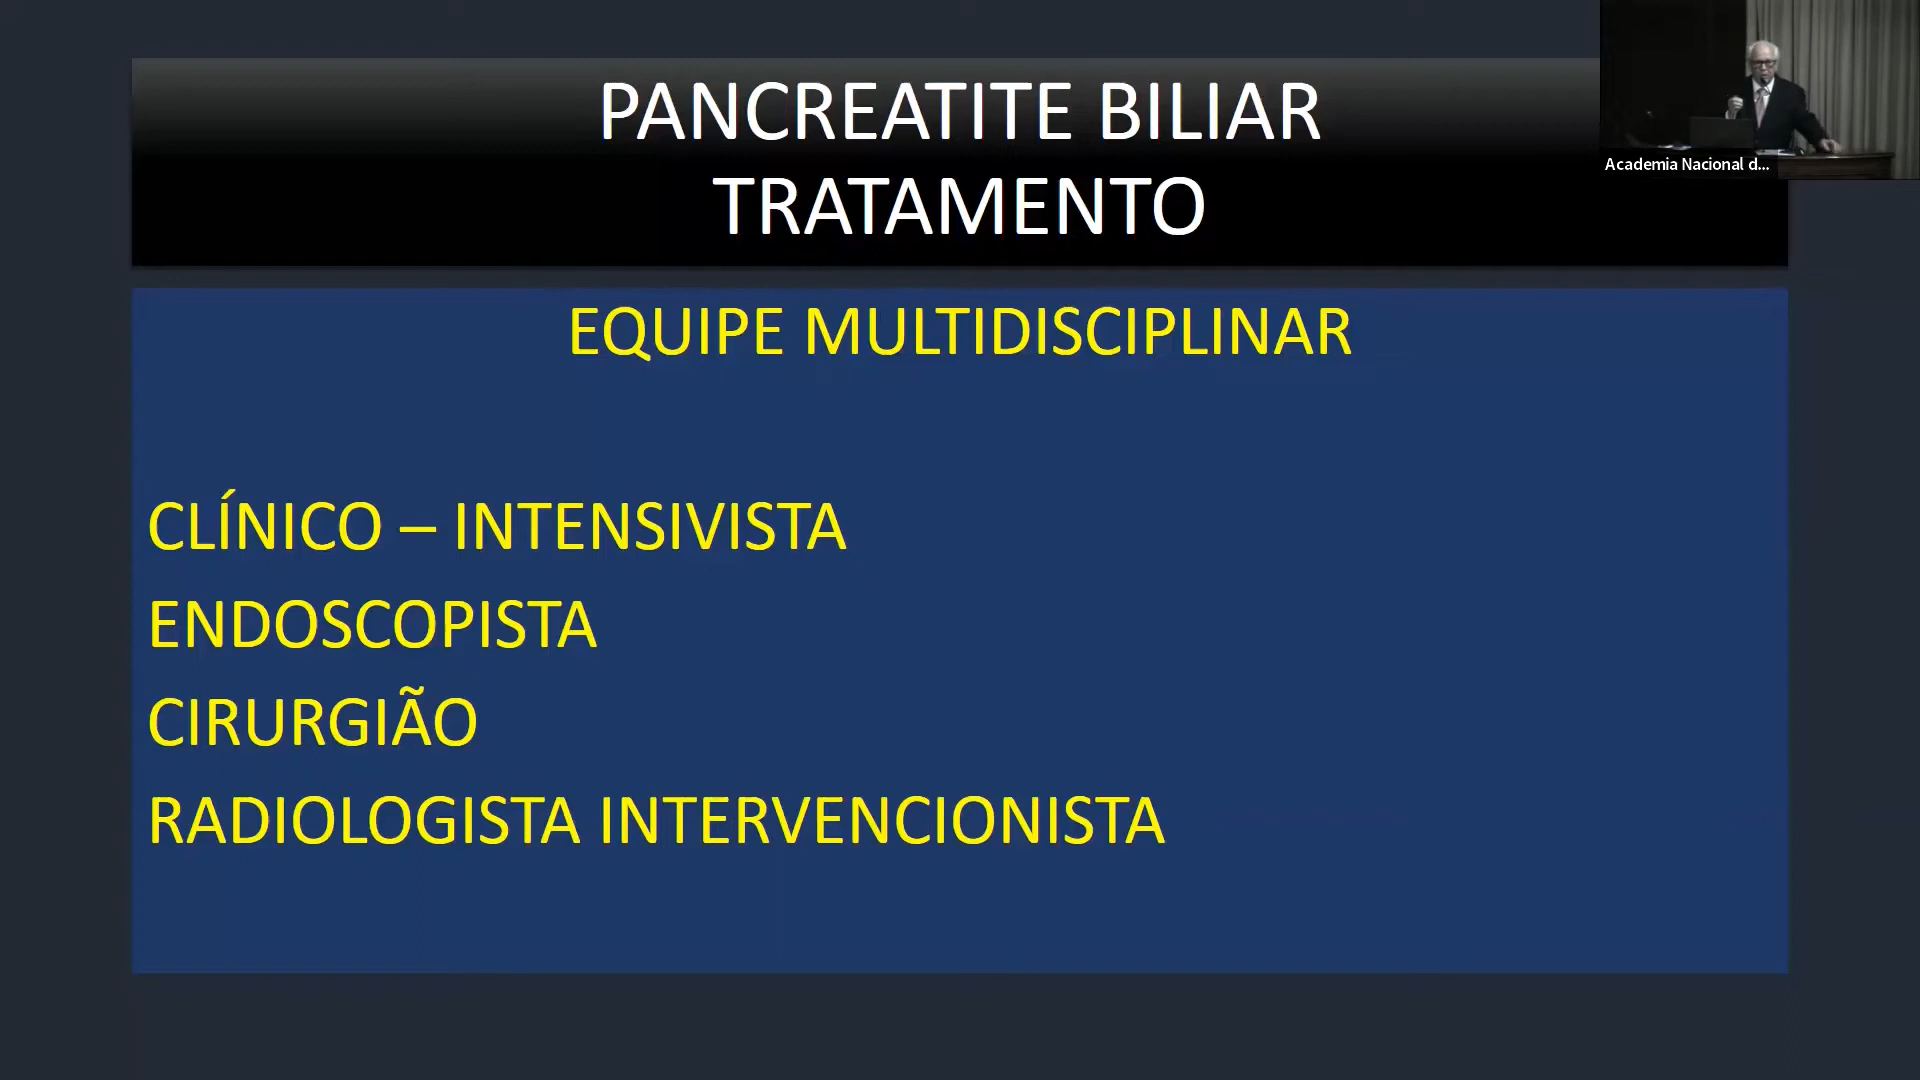 PANCREATITE BILIAR
TRATAMENTO
Academia Nacional d...
EQUIPE MULTIDISCIPLINAR
CLÍNICO – INTENSIVISTA
ENDOSCOPISTA
CIRURGIÃO
RADIOLOGISTA INTERVENCIONISTA